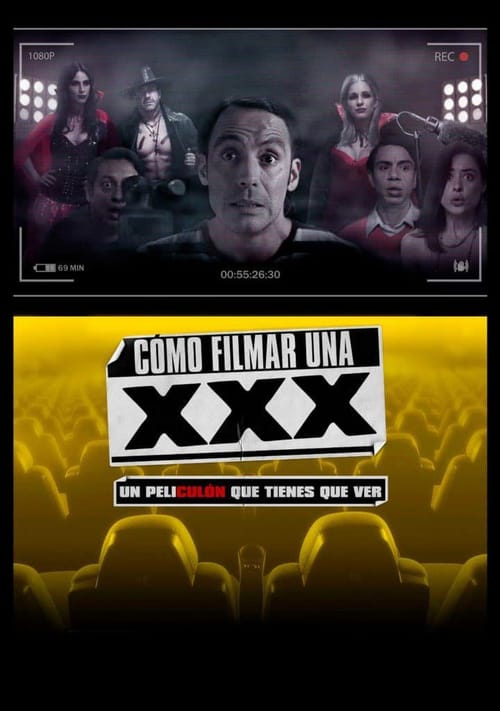 1080P
REC
69 MIN
00:55:26:30
CÓMO FILMAR UNA
XXX
UN PELICULÓN QUE TIENES QUE VER